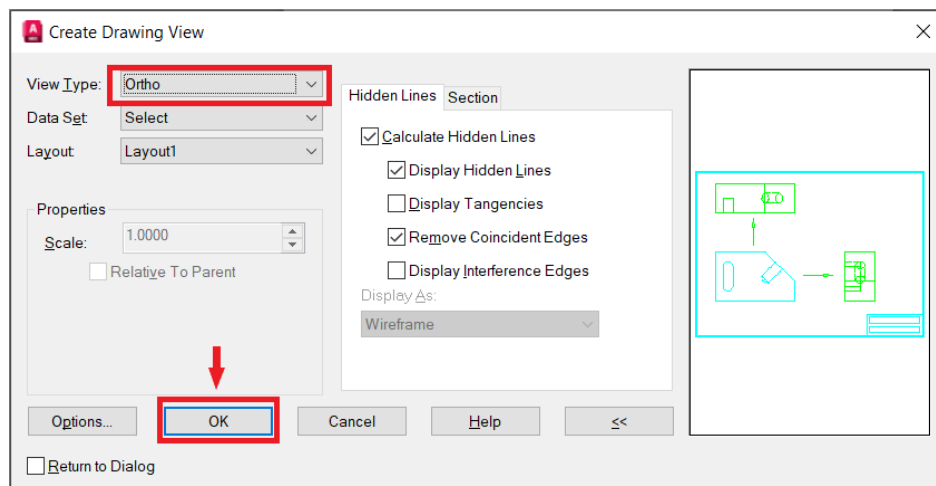 A
Create Drawing View
View Type: Ortho
Data Set: Select
Layout: Layout1
Properties
Scale: 1.0000
Relative To Parent
Hidden Lines Section
Calculate Hidden Lines
Display Hidden Lines
Display Tangencies
Remove Coincident Edges
Display Interference Edges
Display As:
Wireframe
Options... OK Cancel Help <<
Return to Dialog